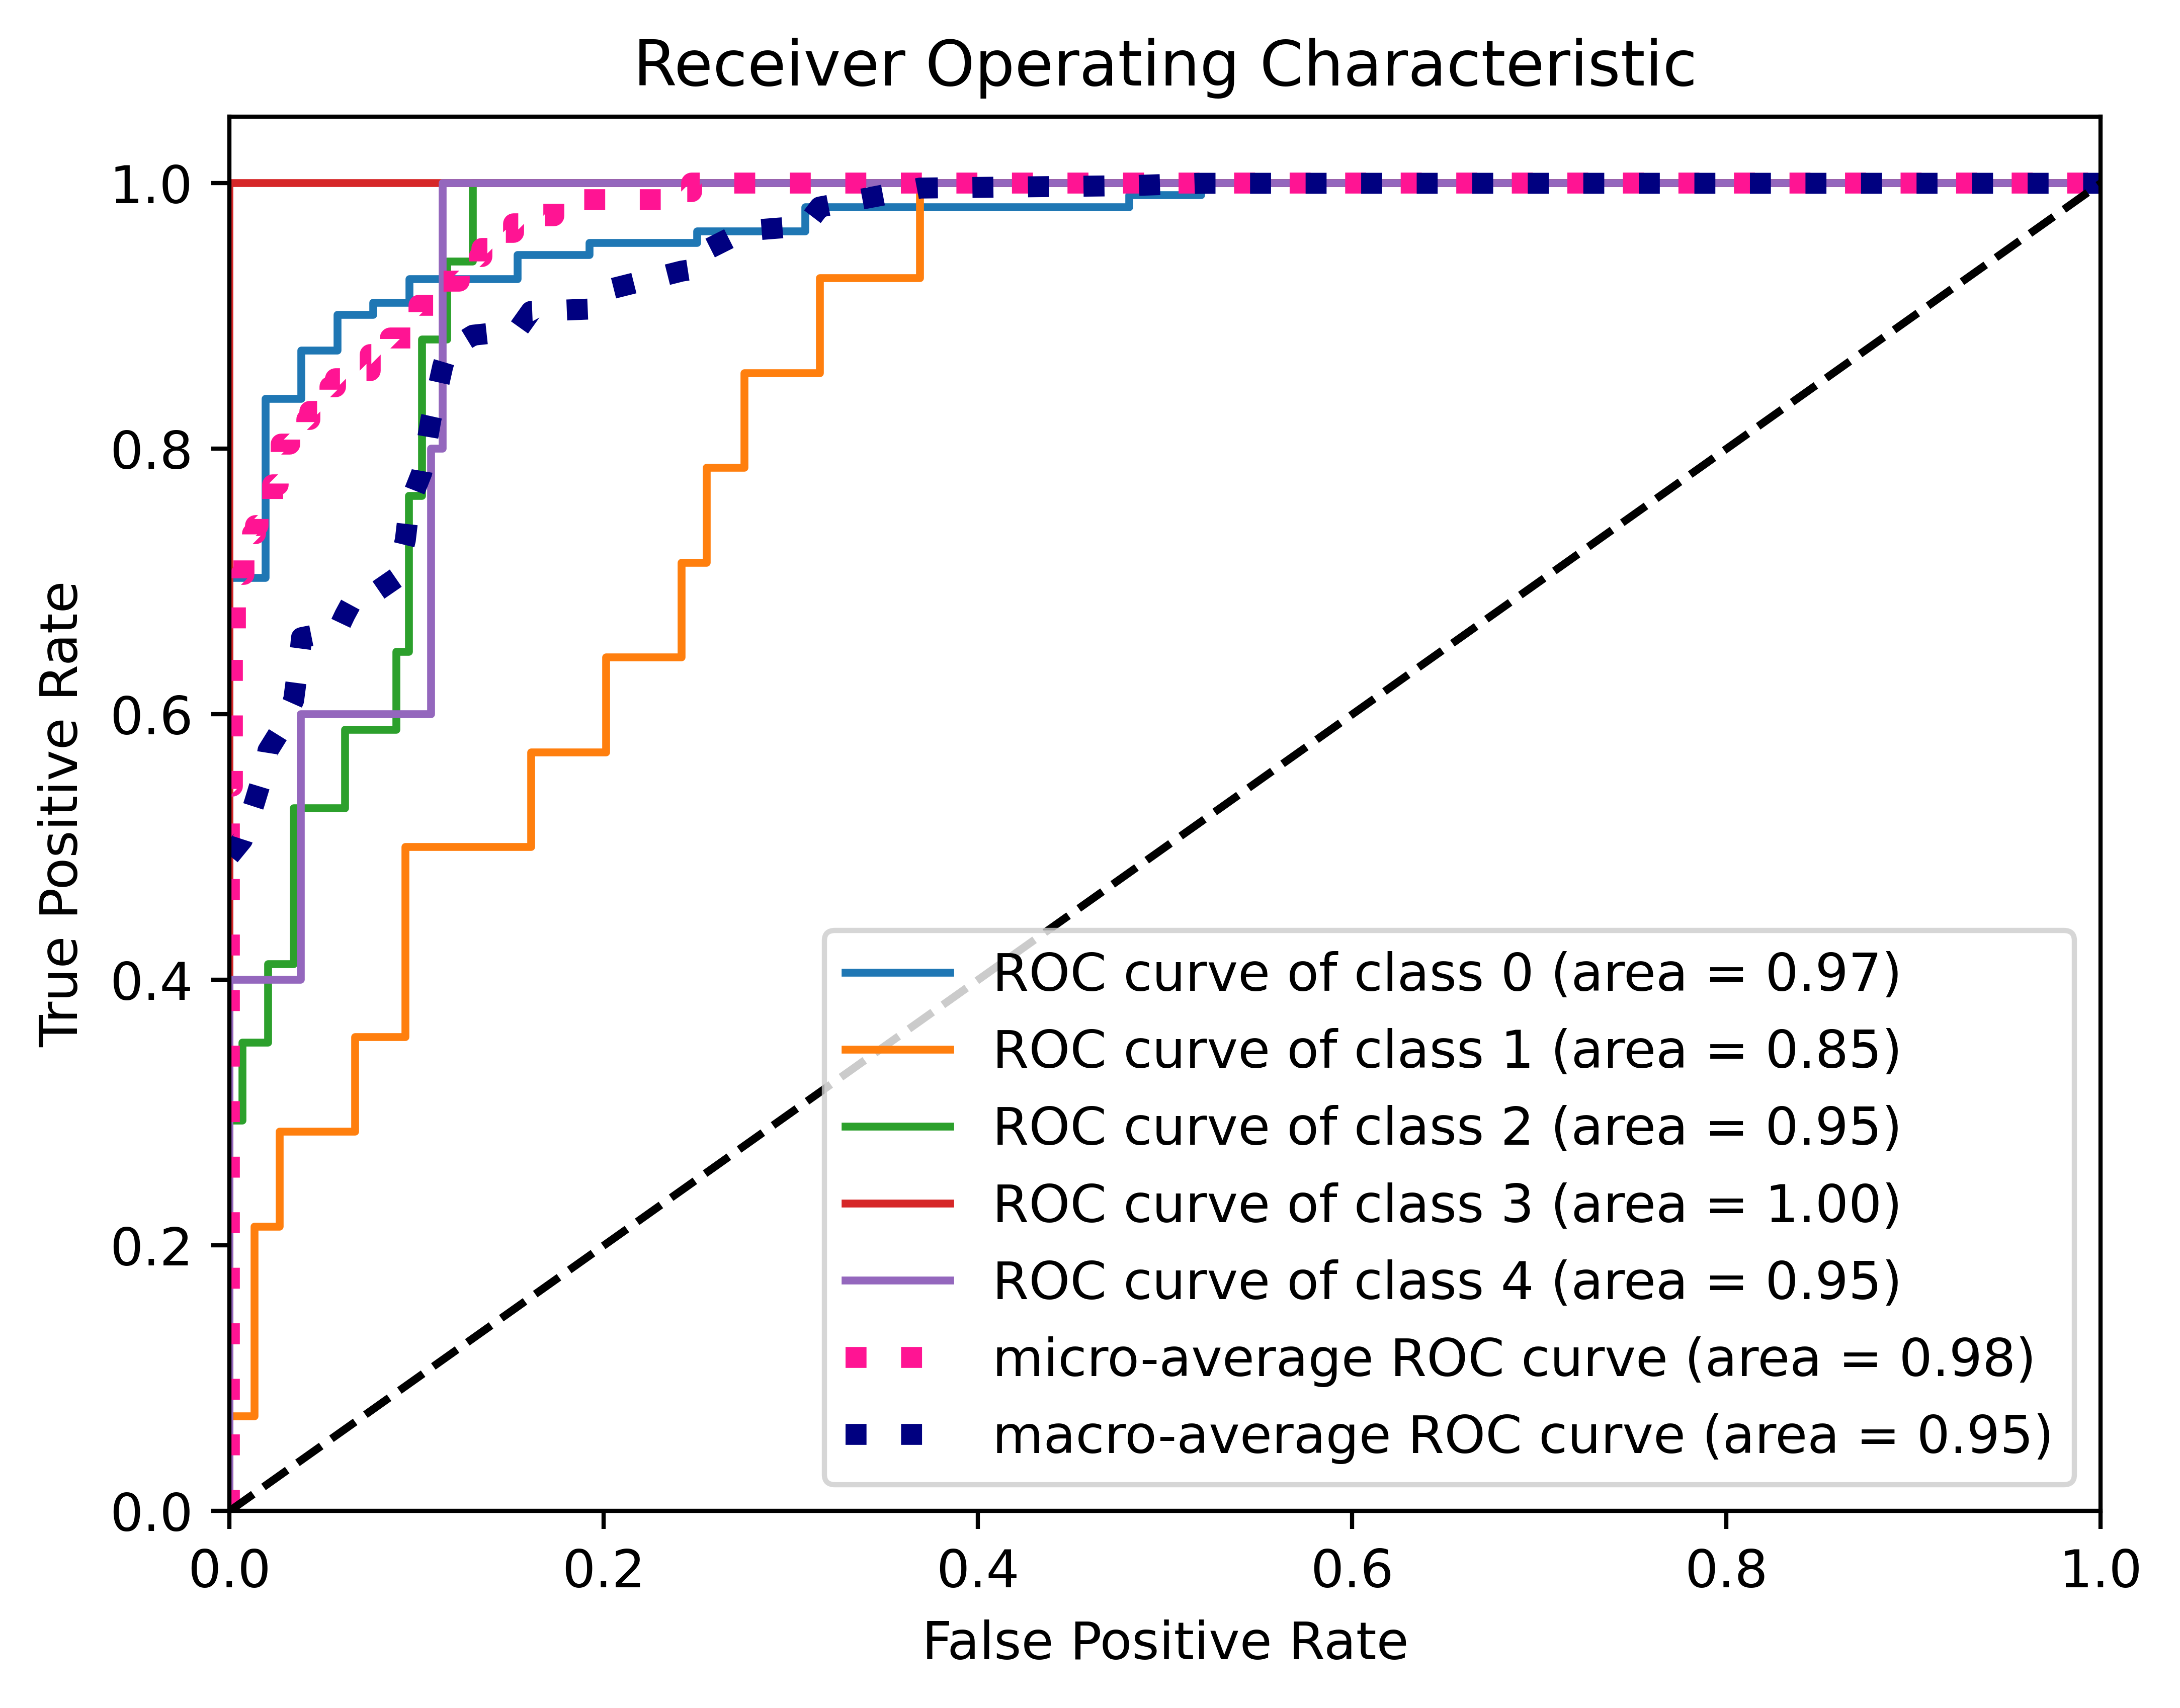 Receiver Operating Characteristic
1.0
0.8
0.6
0.4
0.2
0.0
True Positive Rate
ROC curve of class 0 (area = 0.97)
ROC curve of class 1 (area = 0.85)
ROC curve of class 2 (area = 0.95)
ROC curve of class 3 (area = 1.00)
ROC curve of class 4 (area = 0.95)
micro-average ROC curve (area = 0.98)
macro-average ROC curve (area = 0.95)
0.0 0.2 0.4 0.6 0.8 1.0
False Positive Rate